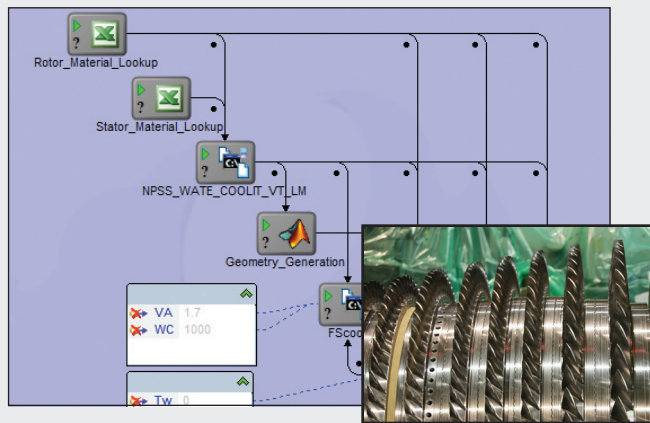 ?
Rotor_Material_Lookup
?
Stator_Material_Lookup
?
NPSS_WATE_COOLIT_VT_LM
?
Geometry_Generation
VA 1.7
WC 1000
?
Tw 0